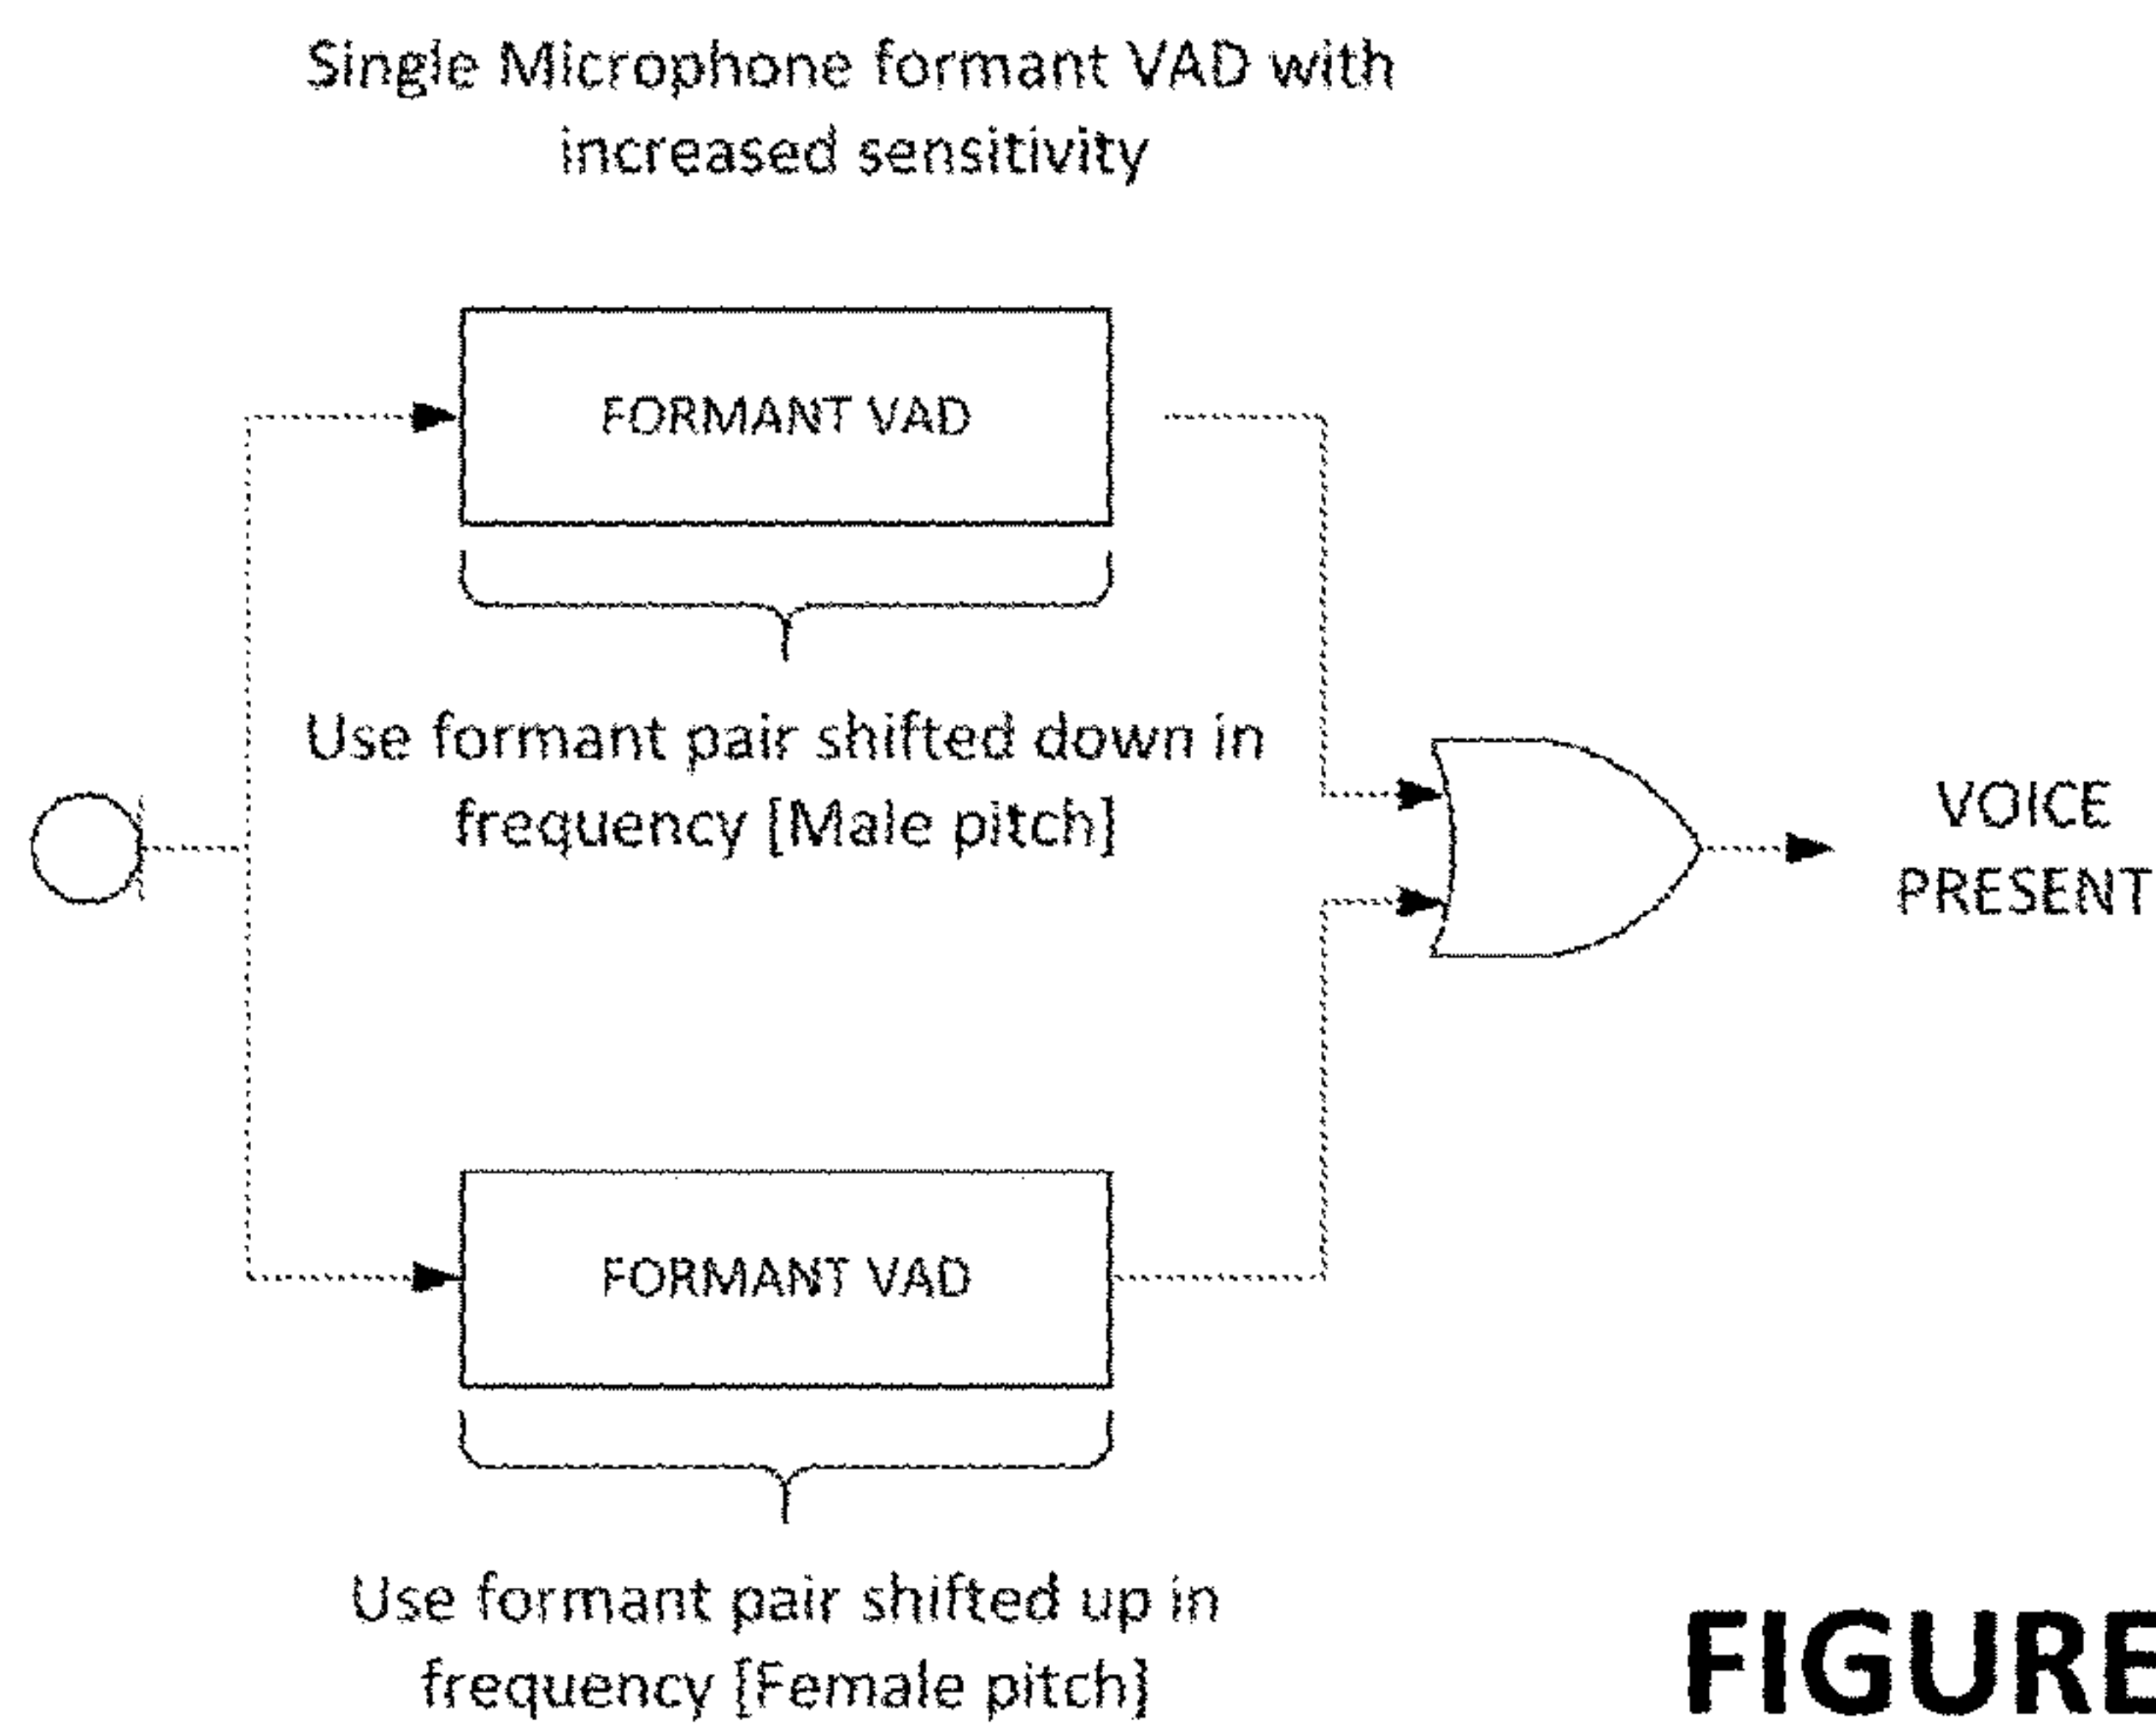 Single Microphone formant VAD with
increased sensitivity
FORMANT VAD
Use formant pair shifted down in
frequency [Male pitch]
VOICE
PRESENT
FORMANT VAD
Use formant pair shifted up in
frequency [Female pitch]
FIGURE